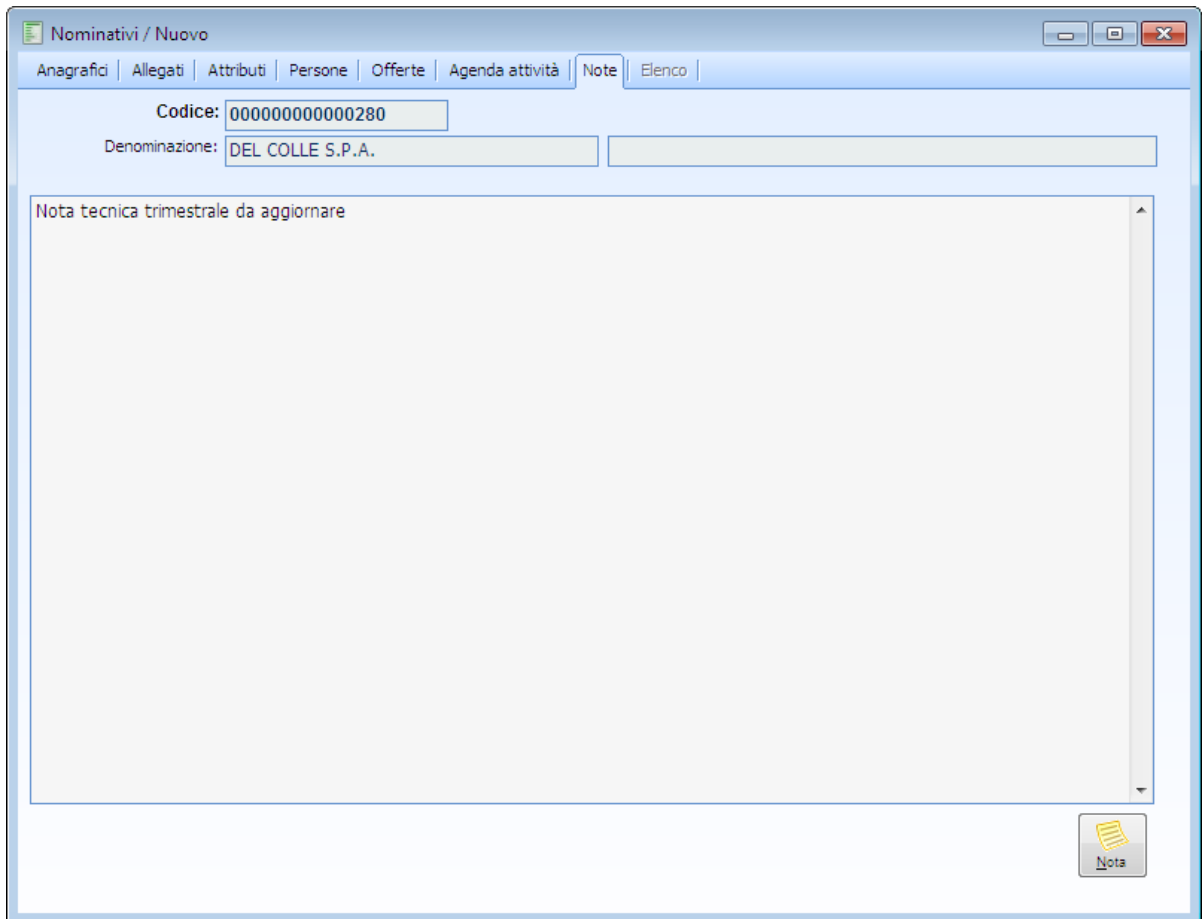 Nominativi / Nuovo
Anagrafici | Allegati | Attributi | Persone | Offerte | Agenda attività | Note | Elenco
Codice: 000000000000280
Denominazione: DEL COLLE S.P.A.
Nota tecnica trimestrale da aggiornare
Nota